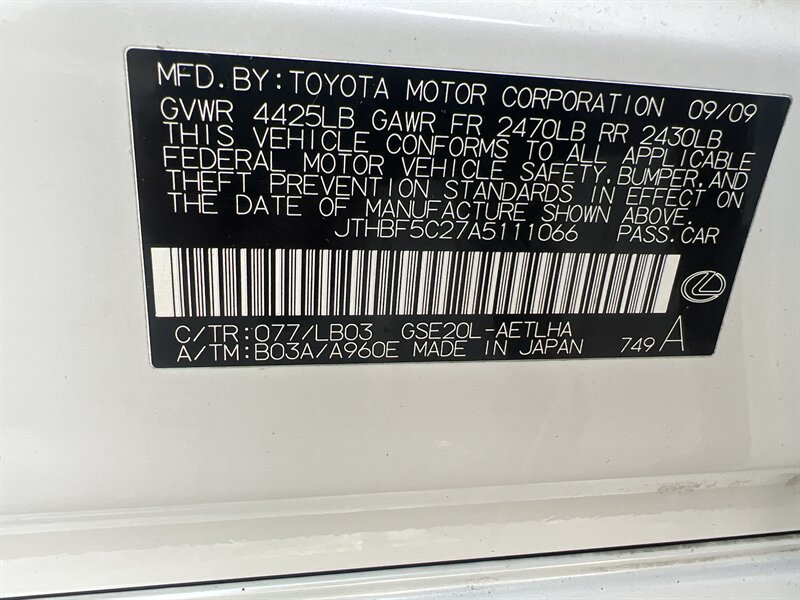 MFD. BY: TOYOTA MOTOR CORPORATION 09/09
GVWR 4425LB GAWR FR 2470LB RR 2430LB
THIS VEHICLE CONFORMS TO ALL APPLICABLE
FEDERAL MOTOR VEHICLE SAFETY, BUMPER, AND
THEFT PREVENTION STANDARDS IN EFFECT ON
THE DATE OF MANUFACTURE SHOWN ABOVE.
JTHBF5C27A5111066 PASS. CAR
C/TR: 077/LB03 GSE20L-AETLHA
A/TM: B03A/A960E MADE IN JAPAN 749 A